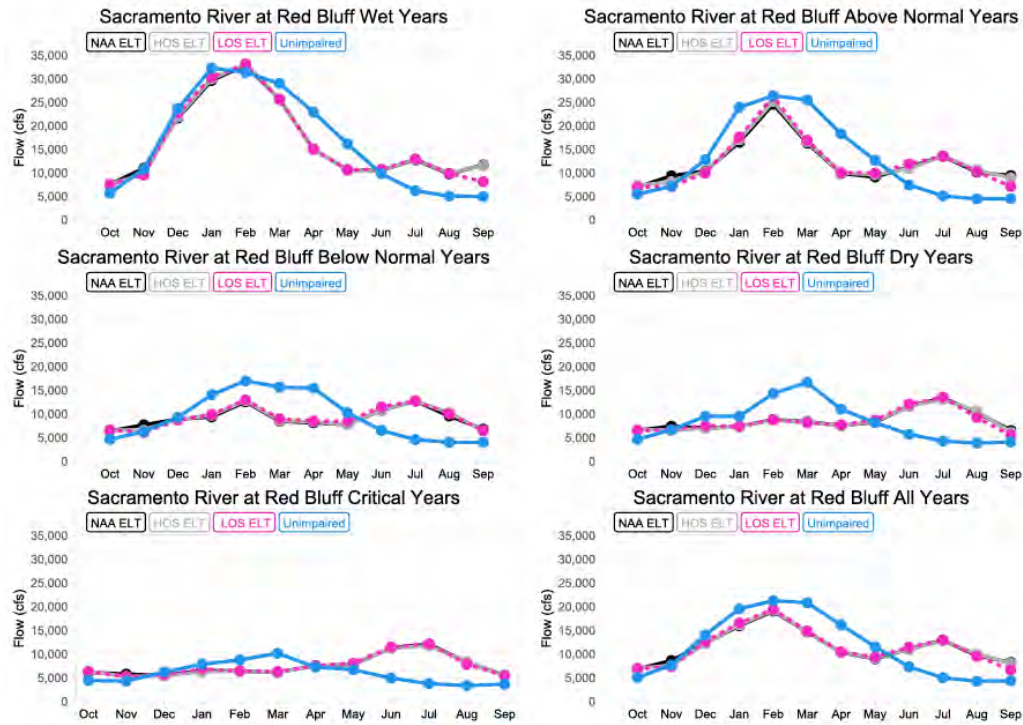 Sacramento River at Red Bluff Wet Years
NAA ELT HOS ELT LOS ELT Unimpaired
Flow (cfs)
35,000
30,000
25,000
20,000
15,000
10,000
5,000
0
Oct Nov Dec Jan Feb Mar Apr May Jun Jul Aug Sep
Sacramento River at Red Bluff Above Normal Years
NAA ELT HOS ELT LOS ELT Unimpaired
Flow (cfs)
35,000
30,000
25,000
20,000
15,000
10,000
5,000
0
Oct Nov Dec Jan Feb Mar Apr May Jun Jul Aug Sep
Sacramento River at Red Bluff Below Normal Years
NAA ELT HOS ELT LOS ELT Unimpaired
Flow (cfs)
35,000
30,000
25,000
20,000
15,000
10,000
5,000
0
Oct Nov Dec Jan Feb Mar Apr May Jun Jul Aug Sep
Sacramento River at Red Bluff Dry Years
NAA ELT HOS ELT LOS ELT Unimpaired
Flow (cfs)
35,000
30,000
25,000
20,000
15,000
10,000
5,000
0
Oct Nov Dec Jan Feb Mar Apr May Jun Jul Aug Sep
Sacramento River at Red Bluff Critical Years
NAA ELT HOS ELT LOS ELT Unimpaired
Flow (cfs)
35,000
30,000
25,000
20,000
15,000
10,000
5,000
0
Oct Nov Dec Jan Feb Mar Apr May Jun Jul Aug Sep
Sacramento River at Red Bluff All Years
NAA ELT HOS ELT LOS ELT Unimpaired
Flow (cfs)
35,000
30,000
25,000
20,000
15,000
10,000
5,000
0
Oct Nov Dec Jan Feb Mar Apr May Jun Jul Aug Sep